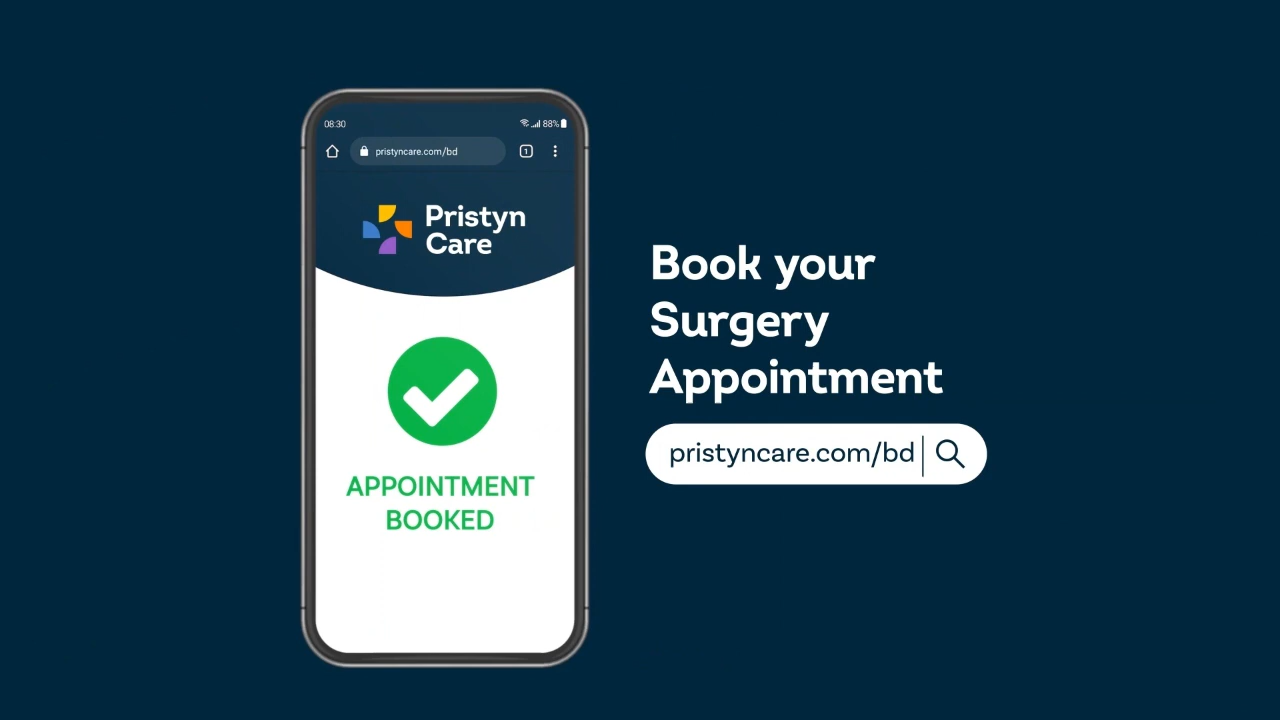 08:30
88%
pristyncare.com/bd
1
Pristyn
Care
APPOINTMENT
BOOKED
Book your
Surgery
Appointment
pristyncare.com/bd